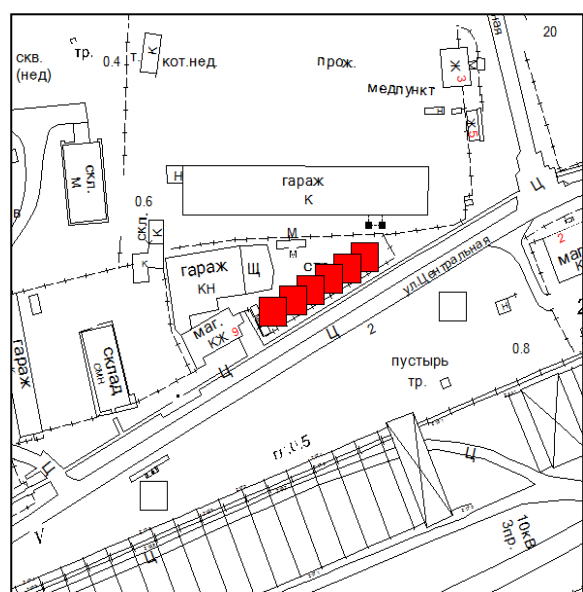 20
скв.
(нед)
тр.
т.
0.4
К
кот.нед.
прож.
Ж
3
М
медпункт
н
Ж
5
скл.
М
Н
гараж
К
Ц
в
0.6
скл.
К
К
М
М
гараж
КН
Щ
ул.Центральная
2
маг.
К
Н
маг.
КЖ
9
Ц
Ц
2
гараж
склад
смн
пустырь
тр.
0.8
Ц
Ц
Ц
10кВ
3пр.